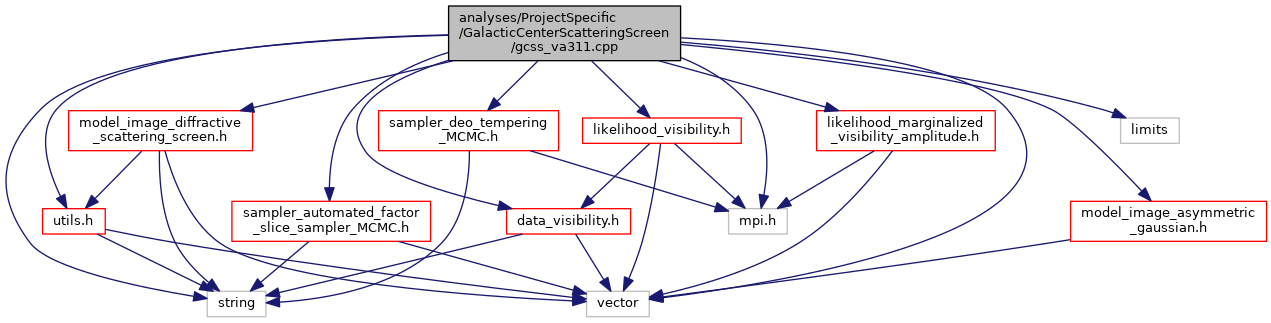 analyses/ProjectSpecific
/GalacticCenterScatteringScreen
/gcss_va311.cpp
model_image_diffractive
_scattering_screen.h
sampler_deo_tempering
_MCMC.h
likelihood_visibility.h
likelihood_marginalized
_visibility_amplitude.h
limits
utils.h
sampler_automated_factor
_slice_sampler_MCMC.h
data_visibility.h
mpi.h
model_image_asymmetric
_gaussian.h
string
vector